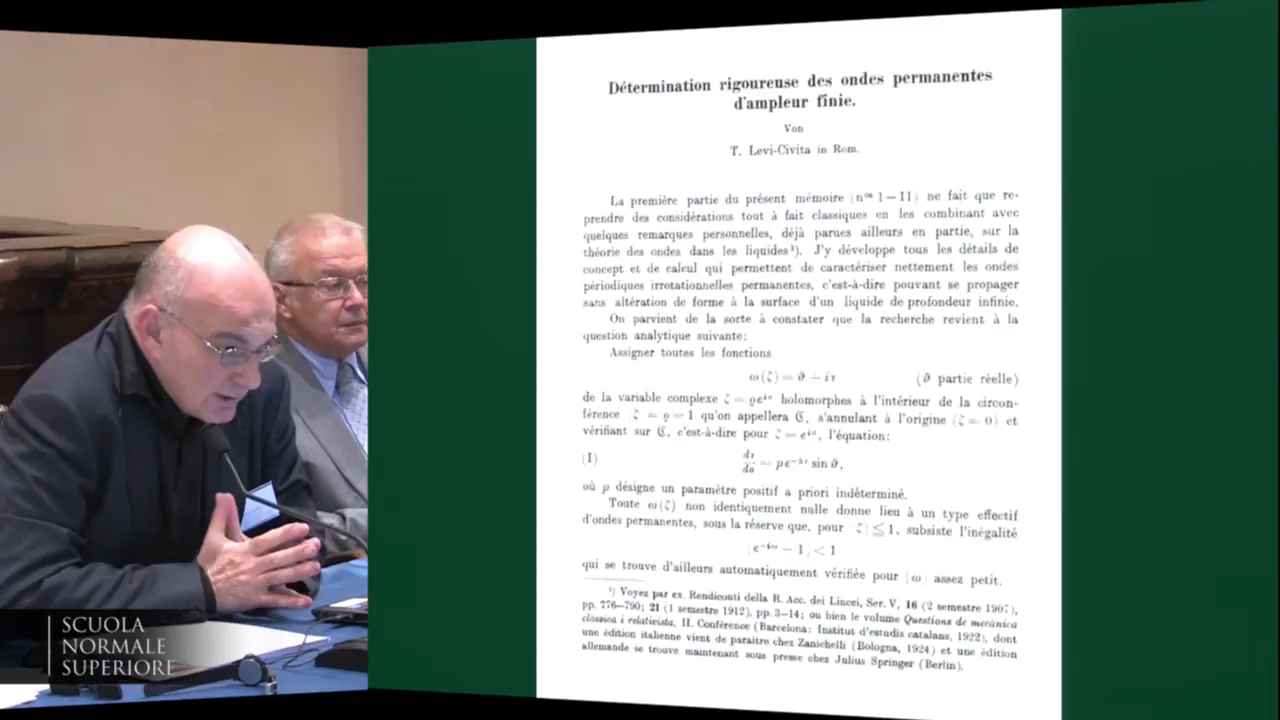 Détermination rigoureuse des ondes permanentes
d'ampleur finie.
Von
T. Levi-Civita in Rom.
La première partie du présent mémoire (nos 1–11) ne fait que re-
prendre des considérations tout à fait classiques en les combinant avec
quelques remarques personnelles, déjà parues ailleurs en partie, sur la
théorie des ondes dans les liquides¹). J'y développe tous les détails de
concept et de calcul qui permettent de caractériser nettement les ondes
périodiques irrotationnelles permanentes, c'est-à-dire pouvant se propager
sans altération de forme à la surface d'un liquide de profondeur infinie.
On parvient de la sorte à constater que la recherche revient à la
question analytique suivante:
Assigner toutes les fonctions
ω(ζ) = ϑ + iτ (ϑ partie réelle)
de la variable complexe ζ = ϱe^{iσ} holomorphes à l'intérieur de la circon-
férence |ζ| = ϱ = 1 qu'on appellera ℭ, s'annulant à l'origine (ζ = 0) et
vérifiant sur ℭ, c'est-à-dire pour ζ = e^{iσ}, l'équation:
(I) dτ/dσ = pe^{-3τ} sin ϑ,
où p désigne un paramètre positif a priori indéterminé.
Toute ω(ζ) non identiquement nulle donne lieu à un type effectif
d'ondes permanentes, sous la réserve que, pour |ζ| ≦ 1, subsiste l'inégalité
|e^{-iω} – 1| < 1
qui se trouve d'ailleurs automatiquement vérifiée pour |ω| assez petit.
¹) Voyez par ex. Rendiconti della R. Acc. dei Lincei, Ser. V, 16 (2 semestre 1907),
pp. 776–790; 21 (1 semestre 1912), pp. 3–14; ou bien le volume Questions de mecànica
clàssica i relativista, II. Conférence (Barcelona: Institut d'estudis catalans, 1922), dont
une édition italienne vient de paraitre chez Zanichelli (Bologna, 1924) et une édition
allemande se trouve maintenant sous presse chez Julius Springer (Berlin).
SCUOLA
NORMALE
SUPERIORE